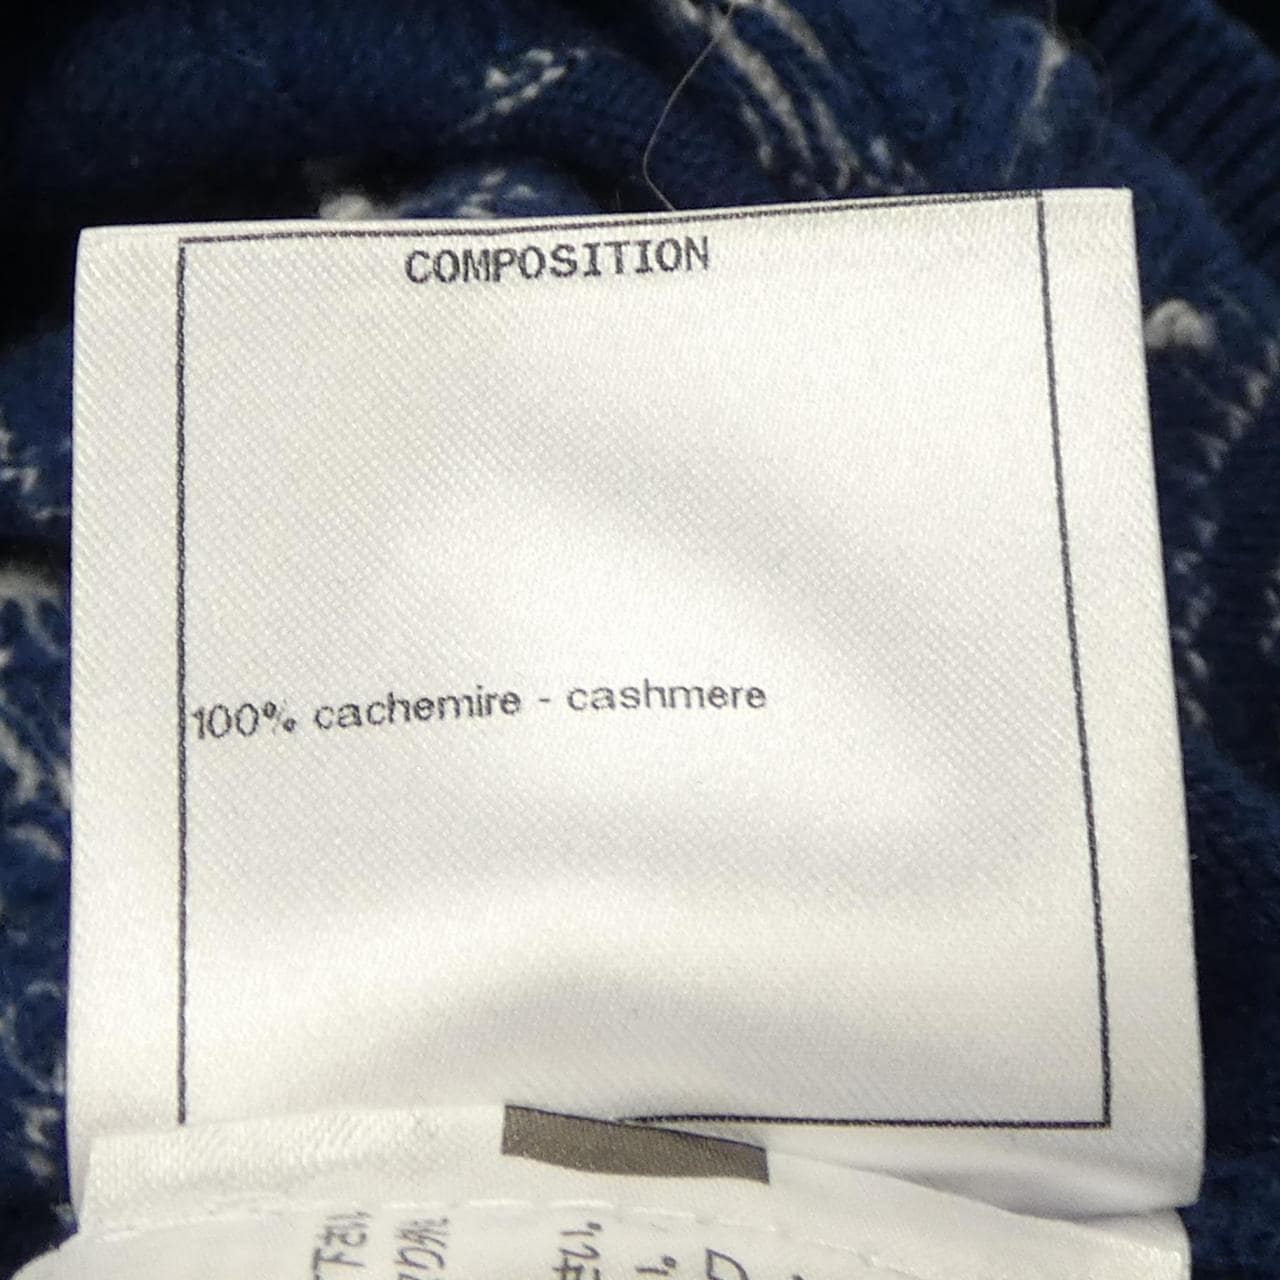 COMPOSITION
100% cachemire - cashmere